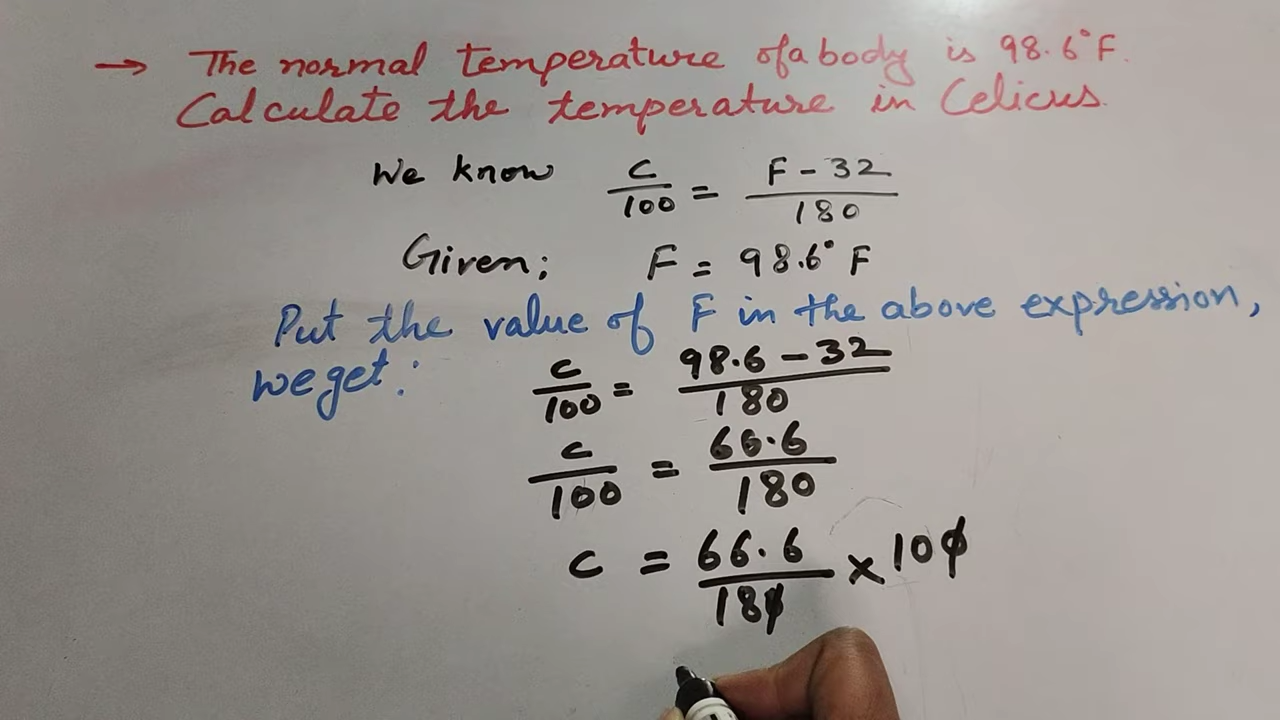 → The normal temperature of a body is 98.6°F.
Calculate the temperature in Celicus.
We know C/100 = F - 32/180
Given; F = 98.6° F
Put the value of F in the above expression,
we get: C/100 = 98.6 - 32/180
C/100 = 66.6/180
C = 66.6/180 × 100